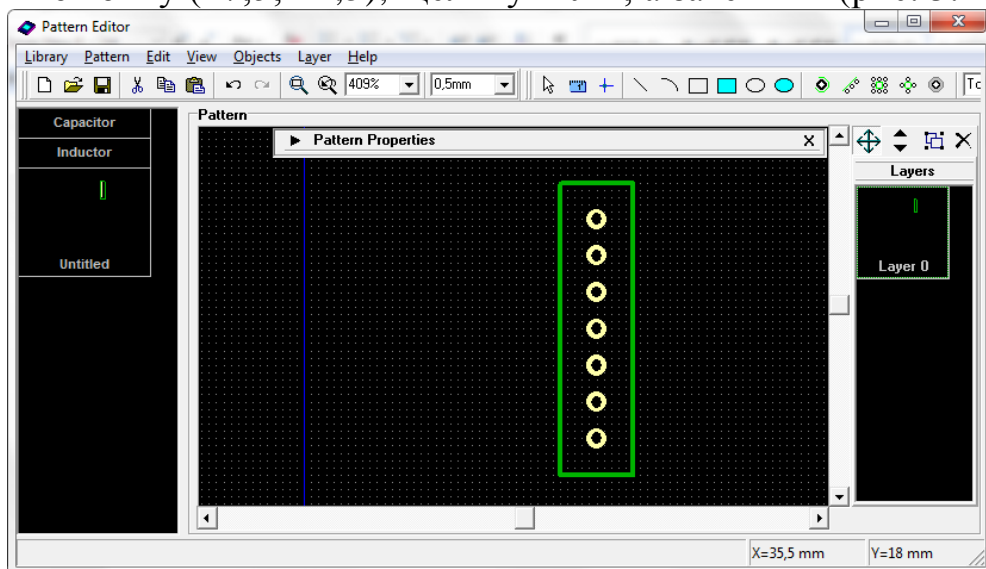 Pattern Editor
Library Pattern Edit View Objects Layer Help
409% 0,5mm
Capacitor
Inductor
Untitled
Pattern
Pattern Properties
Layers
Layer 0
X=35,5 mm Y=18 mm